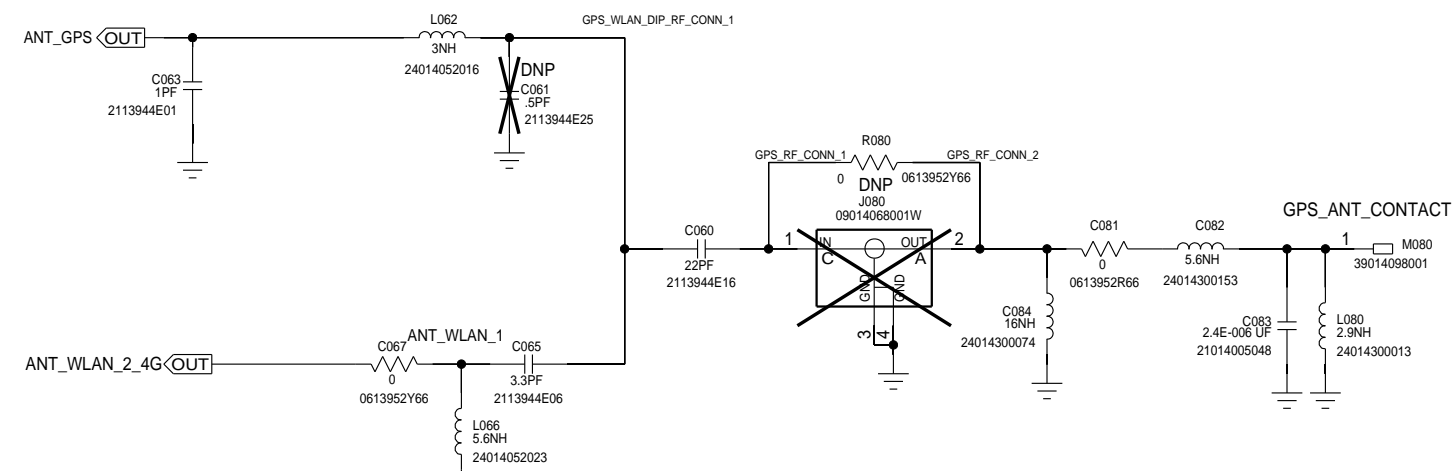 ANT_GPS
OUT
L062
3NH
24014052016
GPS_WLAN_DIP_RF_CONN_1
C063
1PF
2113944E01
DNP
C061
.5PF
2113944E25
GPS_RF_CONN_1
R080
0
0613952Y66
GPS_RF_CONN_2
DNP
J080
09014068001W
1
IN
C
OUT
A
2
GND
GND
3
4
C060
22PF
2113944E16
C081
0
0613952R66
C082
5.6NH
24014300153
GPS_ANT_CONTACT
1
M080
39014098001
C084
16NH
24014300074
C083
2.4E-006 UF
21014005048
L080
2.9NH
24014300013
ANT_WLAN_2_4G
OUT
C067
0
0613952Y66
ANT_WLAN_1
C065
3.3PF
2113944E06
L066
5.6NH
24014052023